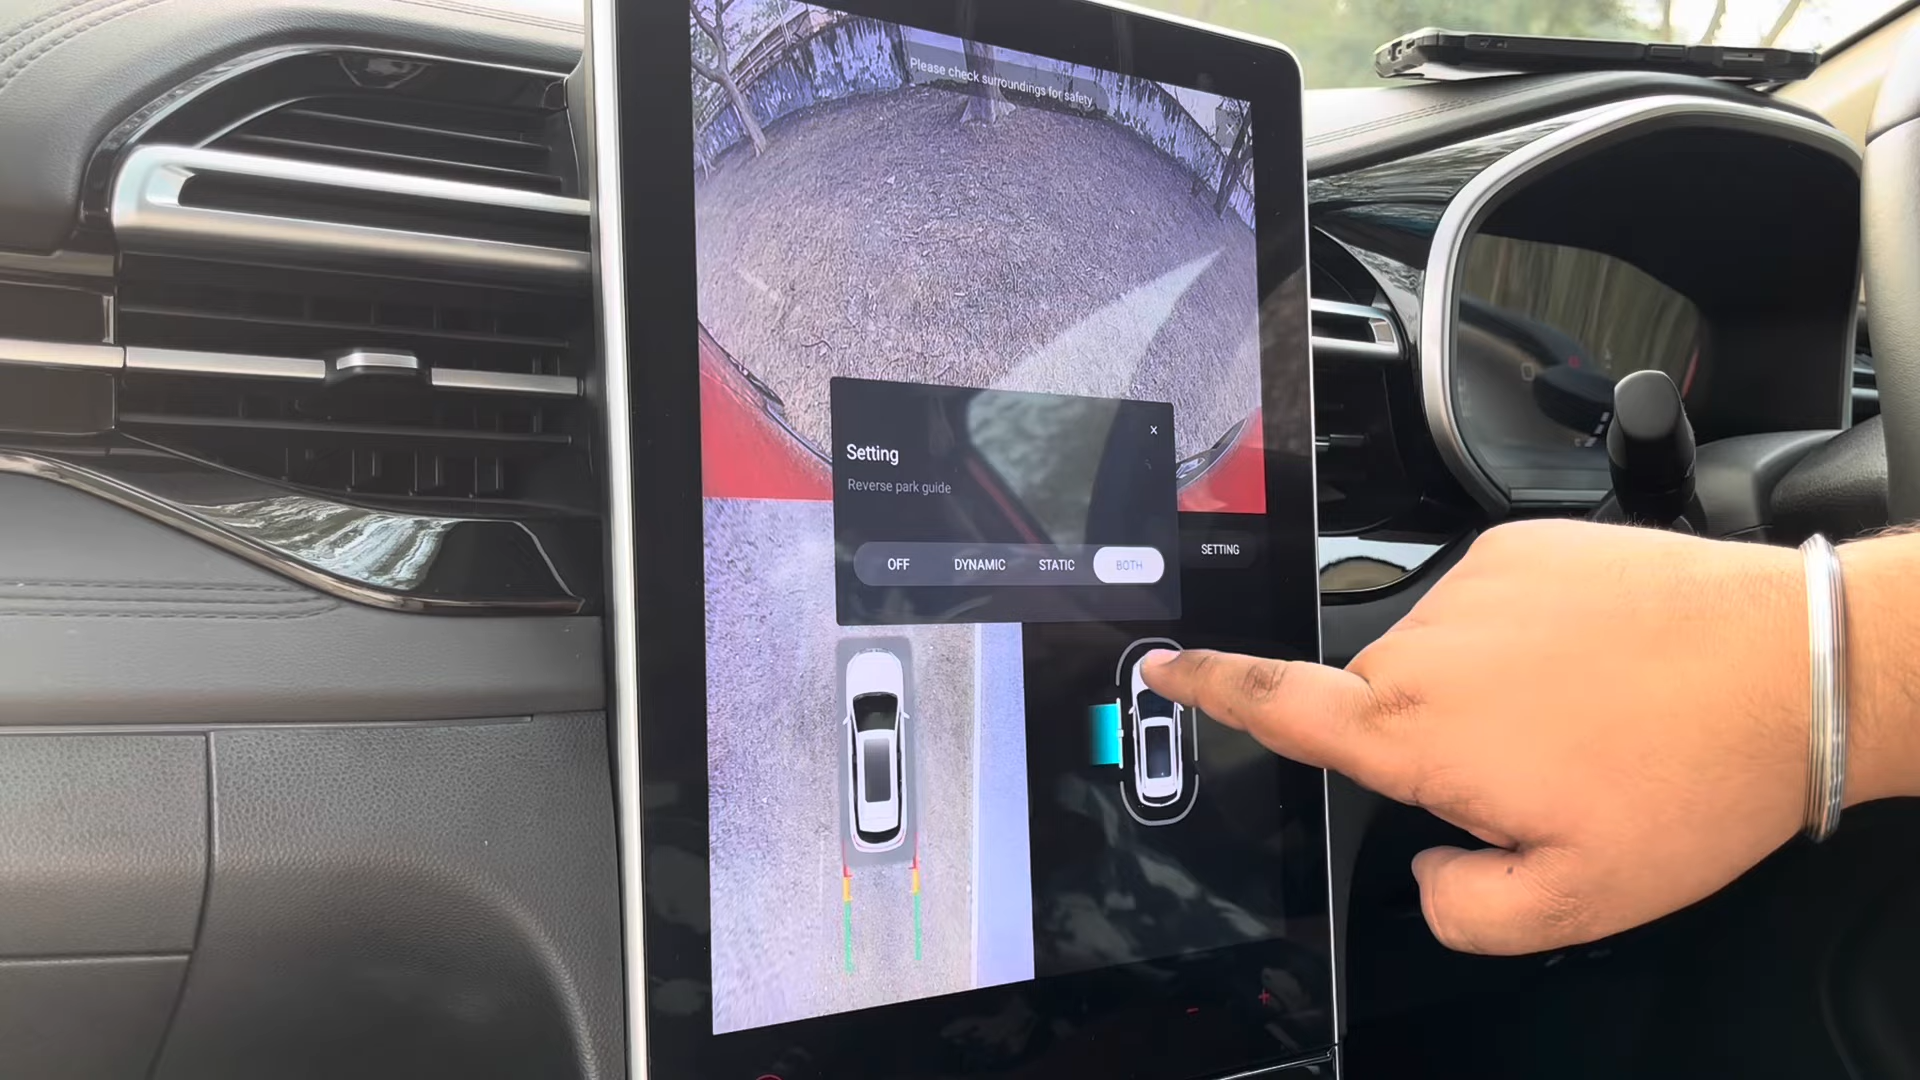 Please check surroundings for safety
Setting
Reverse park guide
OFF DYNAMIC STATIC BOTH
SETTING